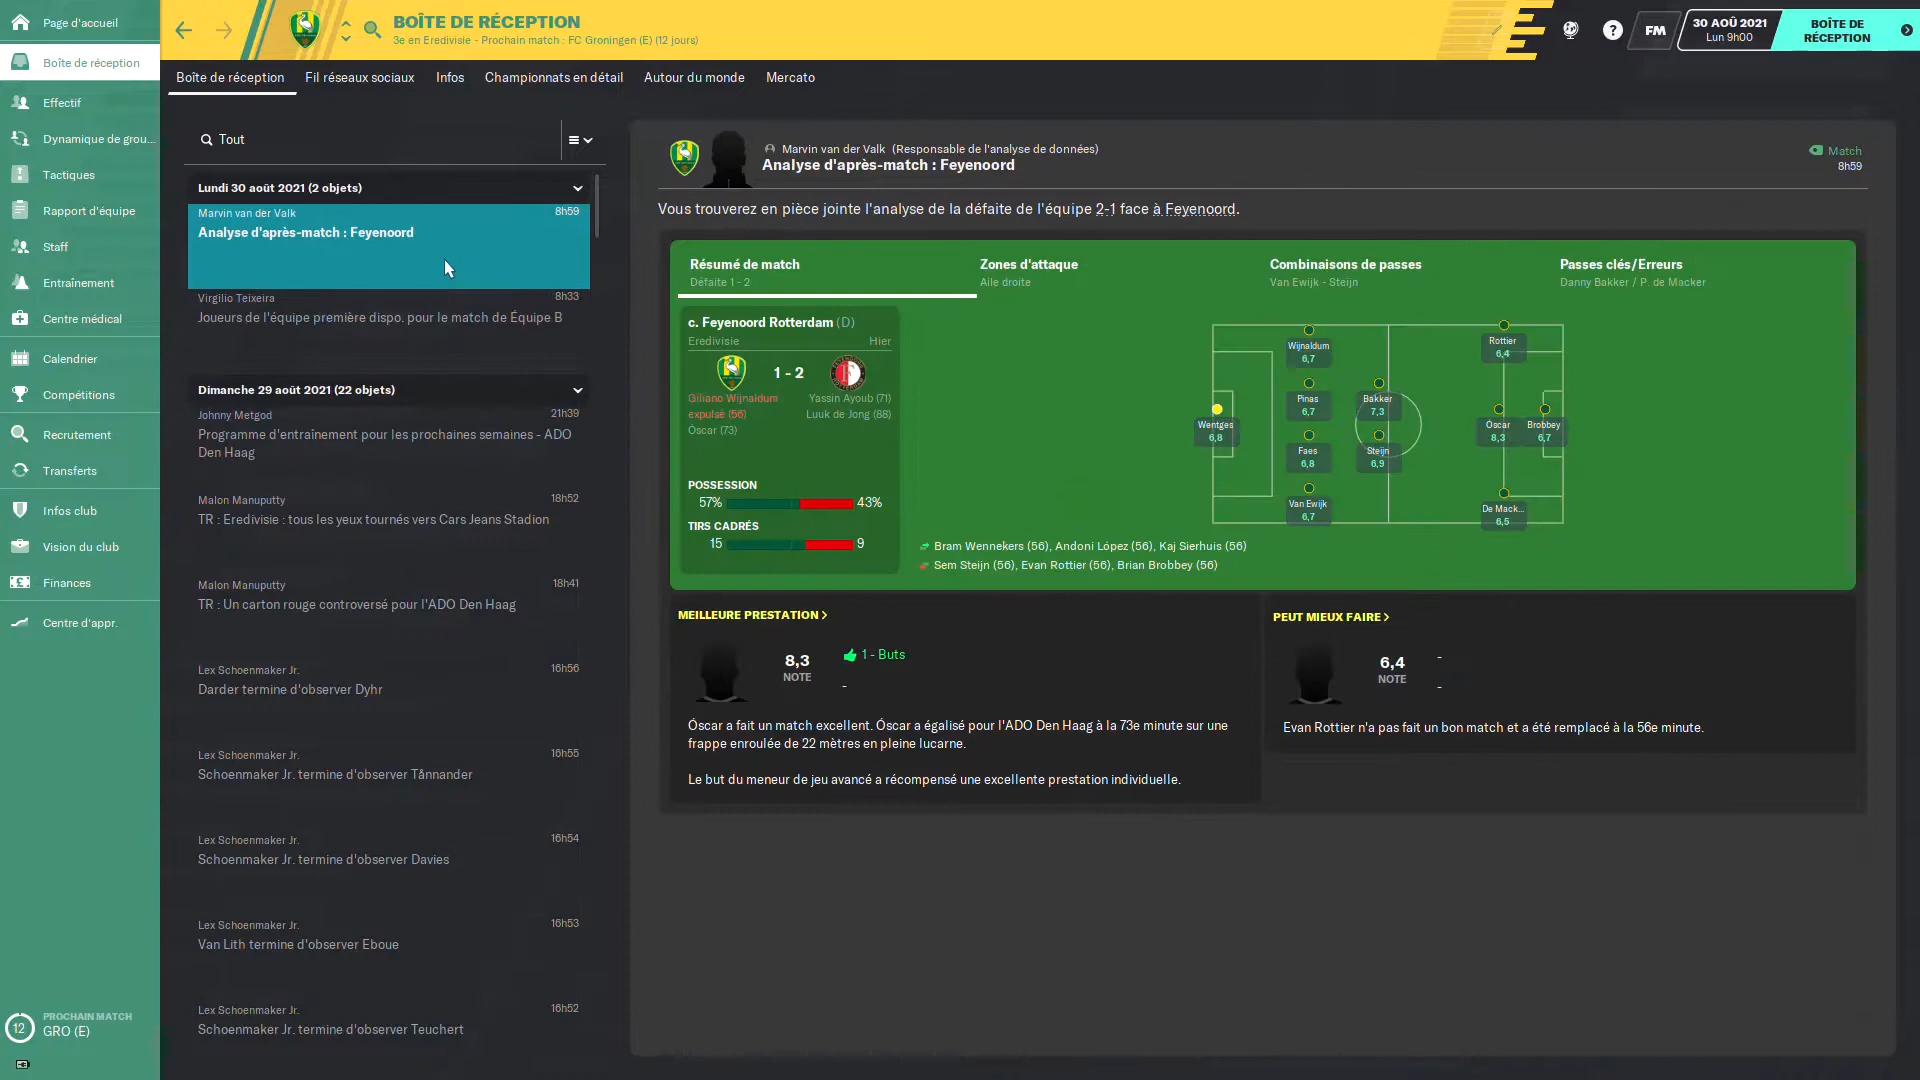 Page d'accueil
Boîte de réception
Effectif
Dynamique de grou...
Tactiques
Rapport d'équipe
Staff
Entraînement
Centre médical
Calendrier
Compétitions
Recrutement
Transferts
Infos club
Vision du club
Finances
Centre d'appr.
12
PROCHAIN MATCH
GRO (E)
BOÎTE DE RÉCEPTION
3e en Eredivisie - Prochain match : FC Groningen (E) (12 jours)
?
FM
30 AOÛ 2021
Lun 9h00
BOÎTE DE
RÉCEPTION
Boîte de réception Fil réseaux sociaux Infos Championnats en détail Autour du monde Mercato
Tout
Lundi 30 août 2021 (2 objets)
Marvin van der Valk 8h59
Analyse d'après-match : Feyenoord
Virgilio Teixeira 8h33
Joueurs de l'équipe première dispo. pour le match de Équipe B
Dimanche 29 août 2021 (22 objets)
Johnny Metgod 21h39
Programme d'entraînement pour les prochaines semaines - ADO
Den Haag
Malon Manuputty 18h52
TR : Eredivisie : tous les yeux tournés vers Cars Jeans Stadion
Malon Manuputty 18h41
TR : Un carton rouge controversé pour l'ADO Den Haag
Lex Schoenmaker Jr. 16h56
Darder termine d'observer Dyhr
Lex Schoenmaker Jr. 16h55
Schoenmaker Jr. termine d'observer Tånnander
Lex Schoenmaker Jr. 16h54
Schoenmaker Jr. termine d'observer Davies
Lex Schoenmaker Jr. 16h53
Van Lith termine d'observer Eboue
Lex Schoenmaker Jr. 16h52
Schoenmaker Jr. termine d'observer Teuchert
Marvin van der Valk (Responsable de l'analyse de données)
Analyse d'après-match : Feyenoord
Match
8h59
Vous trouverez en pièce jointe l'analyse de la défaite de l'équipe 2-1 face à Feyenoord.
Résumé de match
Défaite 1 - 2
Zones d'attaque
Aile droite
Combinaisons de passes
Van Ewijk - Steijn
Passes clés/Erreurs
Danny Bakker / P. de Macker
c. Feyenoord Rotterdam (D)
Eredivisie Hier
1 - 2
Giliano Wijnaldum
expulsé (56)
Óscar (73)
Yassin Ayoub (71)
Luuk de Jong (88)
POSSESSION
57% 43%
TIRS CADRÉS
15 9
Wijnaldum
6,7
Rottier
6,4
Pinas
6,7
Bakker
7,3
Wentges
6,8
Óscar
8,3
Brobbey
6,7
Faes
6,8
Steijn
6,9
Van Ewijk
6,7
De Mack...
6,5
Bram Wennekers (56), Andoni López (56), Kaj Sierhuis (56)
Sem Steijn (56), Evan Rottier (56), Brian Brobbey (56)
MEILLEURE PRESTATION
8,3
NOTE
1 - Buts
-
Óscar a fait un match excellent. Óscar a égalisé pour l'ADO Den Haag à la 73e minute sur une
frappe enroulée de 22 mètres en pleine lucarne.
Le but du meneur de jeu avancé a récompensé une excellente prestation individuelle.
PEUT MIEUX FAIRE
6,4
NOTE
-
-
Evan Rottier n'a pas fait un bon match et a été remplacé à la 56e minute.